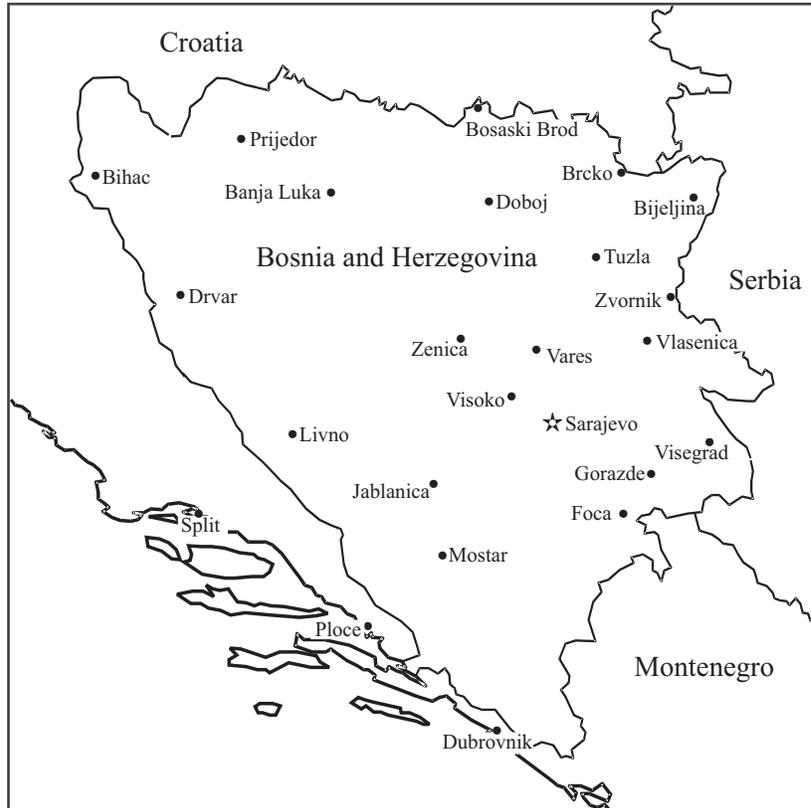 Croatia
Bosaski Brod
Prijedor
Brcko
Bihac
Banja Luka
Doboj
Bijeljina
Bosnia and Herzegovina
Tuzla
Serbia
Drvar
Zvornik
Zenica
Vares
Vlasenica
Visoko
Sarajevo
Livno
Visegrad
Gorazde
Jablanica
Foca
Split
Mostar
Ploce
Montenegro
Dubrovnik